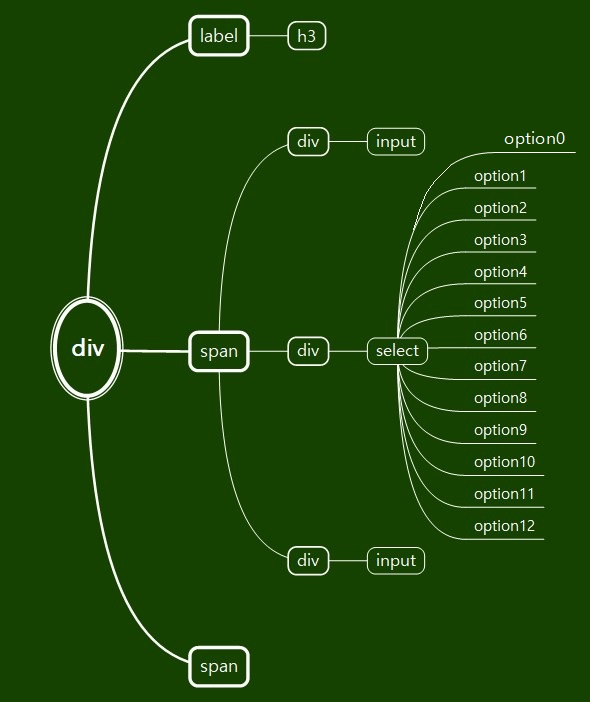 label
h3
div
input
option0
option1
option2
option3
option4
option5
option6
option7
option8
option9
option10
option11
option12
div
span
div
select
div
input
span